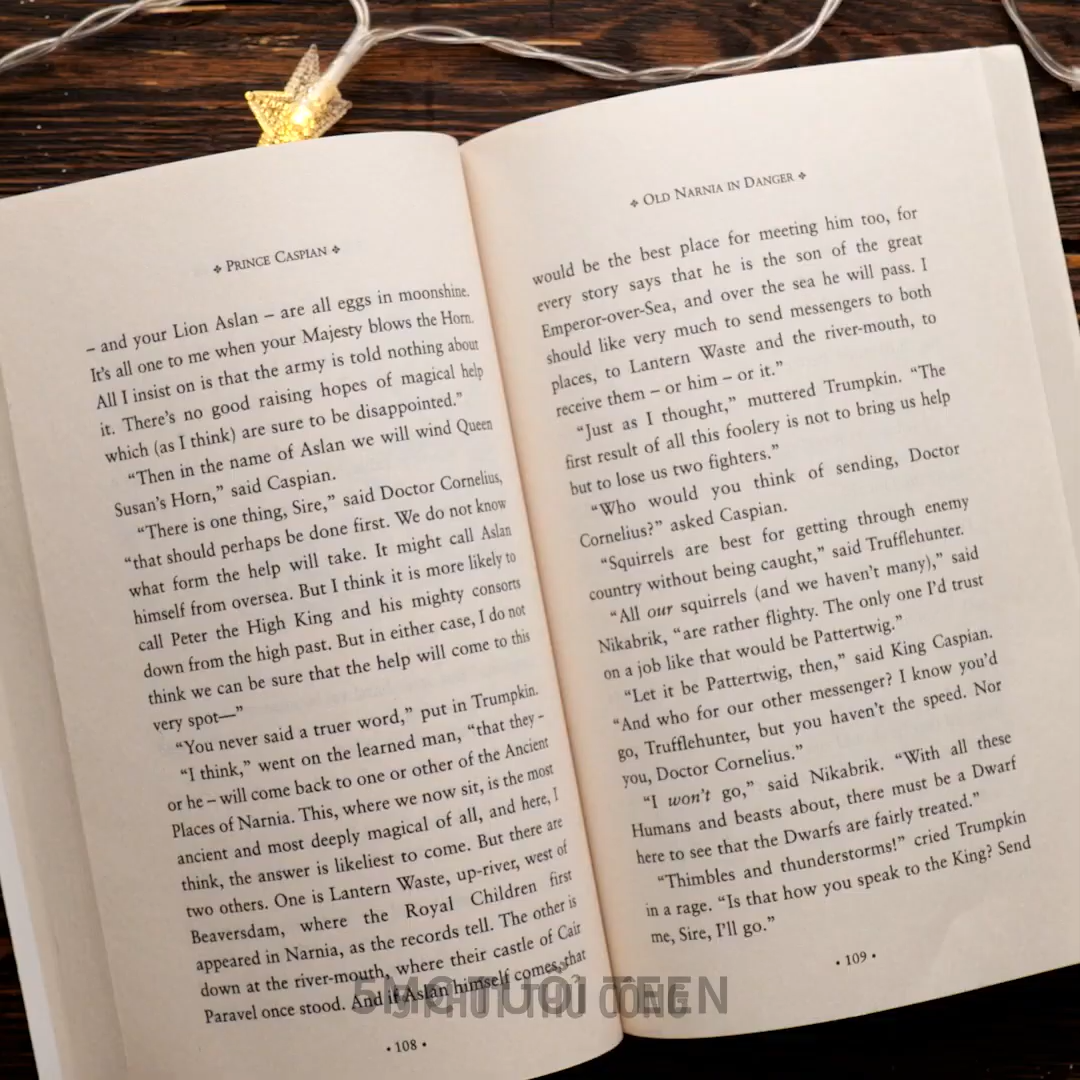 ❖ PRINCE CASPIAN ❖
– and your Lion Aslan – are all eggs in moonshine.
It's all one to me when your Majesty blows the Horn.
All I insist on is that the army is told nothing about
it. There's no good raising hopes of magical help
which (as I think) are sure to be disappointed.”
“Then in the name of Aslan we will wind Queen
Susan's Horn,” said Caspian.
“There is one thing, Sire,” said Doctor Cornelius,
“that should perhaps be done first. We do not know
what form the help will take. It might call Aslan
himself from oversea. But I think it is more likely to
call Peter the High King and his mighty consorts
down from the high past. But in either case, I do not
think we can be sure that the help will come to this
very spot—”
“You never said a truer word,” put in Trumpkin.
“I think,” went on the learned man, “that they –
or he – will come back to one or other of the Ancient
Places of Narnia. This, where we now sit, is the most
ancient and most deeply magical of all, and here, I
think, the answer is likeliest to come. But there are
two others. One is Lantern Waste, up-river, west of
Beaversdam, where the Royal Children first
appeared in Narnia, as the records tell. The other is
down at the river-mouth, where their castle of Cair
Paravel once stood. And if Aslan himself comes, that
• 108 •
❖ OLD NARNIA IN DANGER ❖
would be the best place for meeting him too, for
every story says that he is the son of the great
Emperor-over-Sea, and over the sea he will pass. I
should like very much to send messengers to both
places, to Lantern Waste and the river-mouth, to
receive them – or him – or it.”
“Just as I thought,” muttered Trumpkin. “The
first result of all this foolery is not to bring us help
but to lose us two fighters.”
“Who would you think of sending, Doctor
Cornelius?” asked Caspian.
“Squirrels are best for getting through enemy
country without being caught,” said Trufflehunter.
“All our squirrels (and we haven't many),” said
Nikabrik, “are rather flighty. The only one I'd trust
on a job like that would be Pattertwig.”
“Let it be Pattertwig, then,” said King Caspian.
“And who for our other messenger? I know you'd
go, Trufflehunter, but you haven't the speed. Nor
you, Doctor Cornelius.”
“I won't go,” said Nikabrik. “With all these
Humans and beasts about, there must be a Dwarf
here to see that the Dwarfs are fairly treated.”
“Thimbles and thunderstorms!” cried Trumpkin
in a rage. “Is that how you speak to the King? Send
me, Sire, I'll go.”
• 109 •